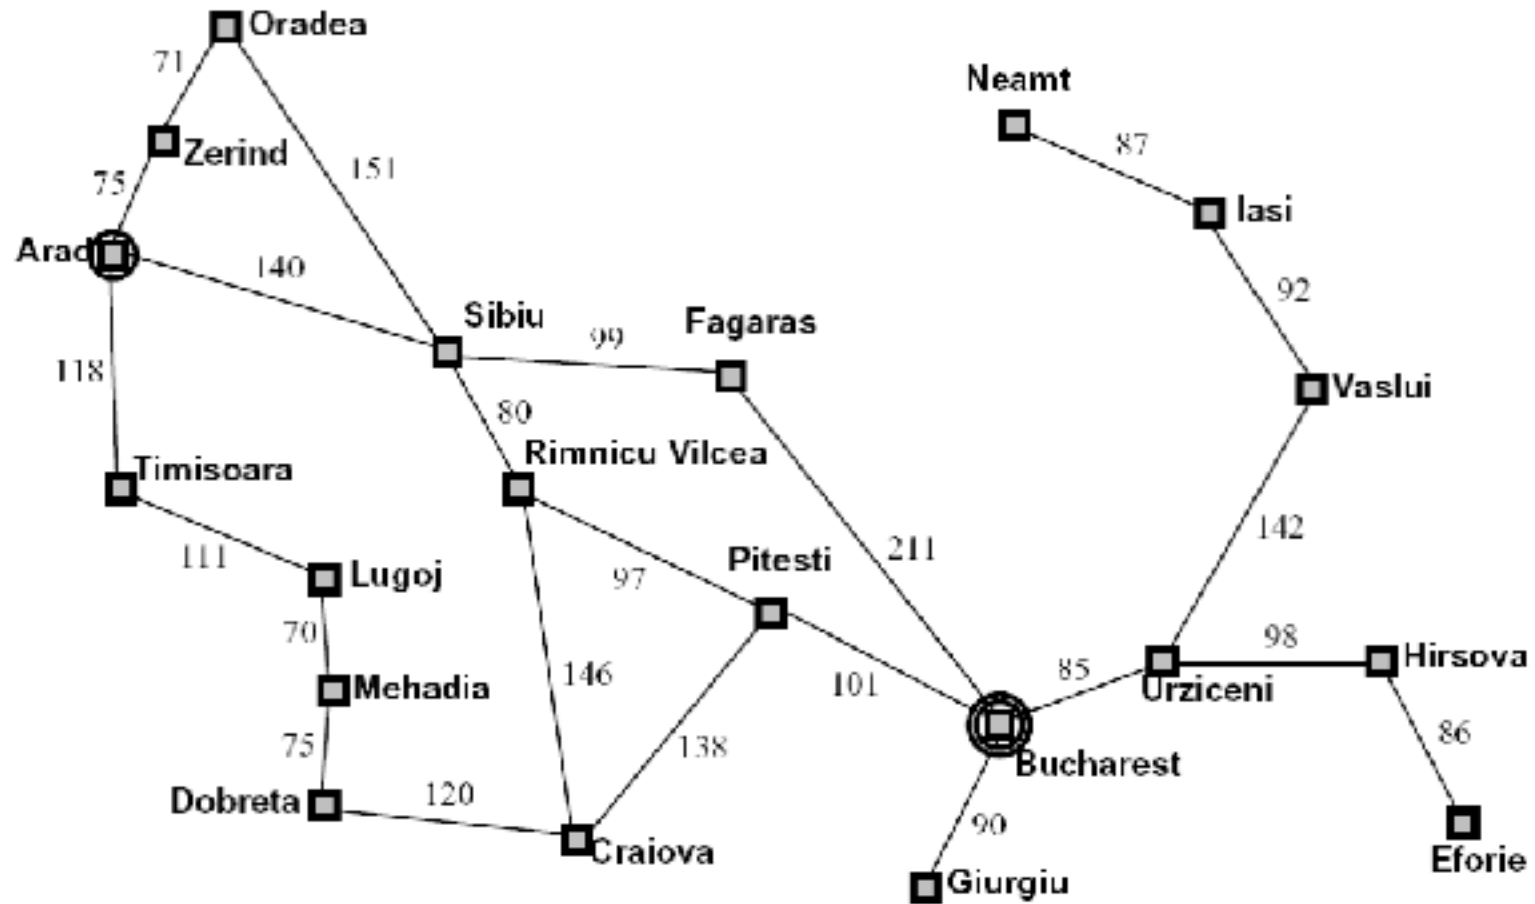 Oradea
71
Neamt
87
Zerind
151
75
Iasi
Arad
140
92
Sibiu
Fagaras
99
118
Vaslui
80
Rimnicu Vilcea
Timisoara
142
211
111
Pitesti
Lugoj
97
70
98
Hirsova
146
85
Mehadia
101
Urziceni
86
75
138
Bucharest
Dobreta
120
90
Craiova
Eforie
Giurgiu